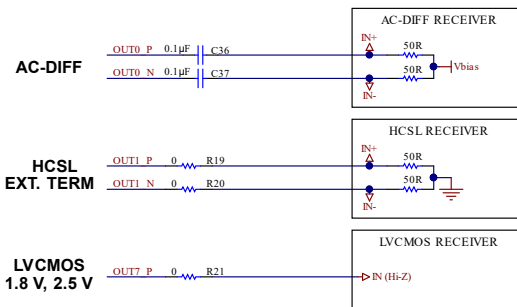 AC-DIFF RECEIVER
IN+
OUT0_P 0.1µF C36 50R
AC-DIFF
Vbias
OUT0_N 0.1µF C37 50R
IN-
HCSL RECEIVER
IN+
OUT1_P 0 R19 50R
HCSL
EXT. TERM
OUT1_N 0 R20 50R
IN-
LVCMOS RECEIVER
LVCMOS
1.8 V, 2.5 V
OUT7_P 0 R21 IN (Hi-Z)